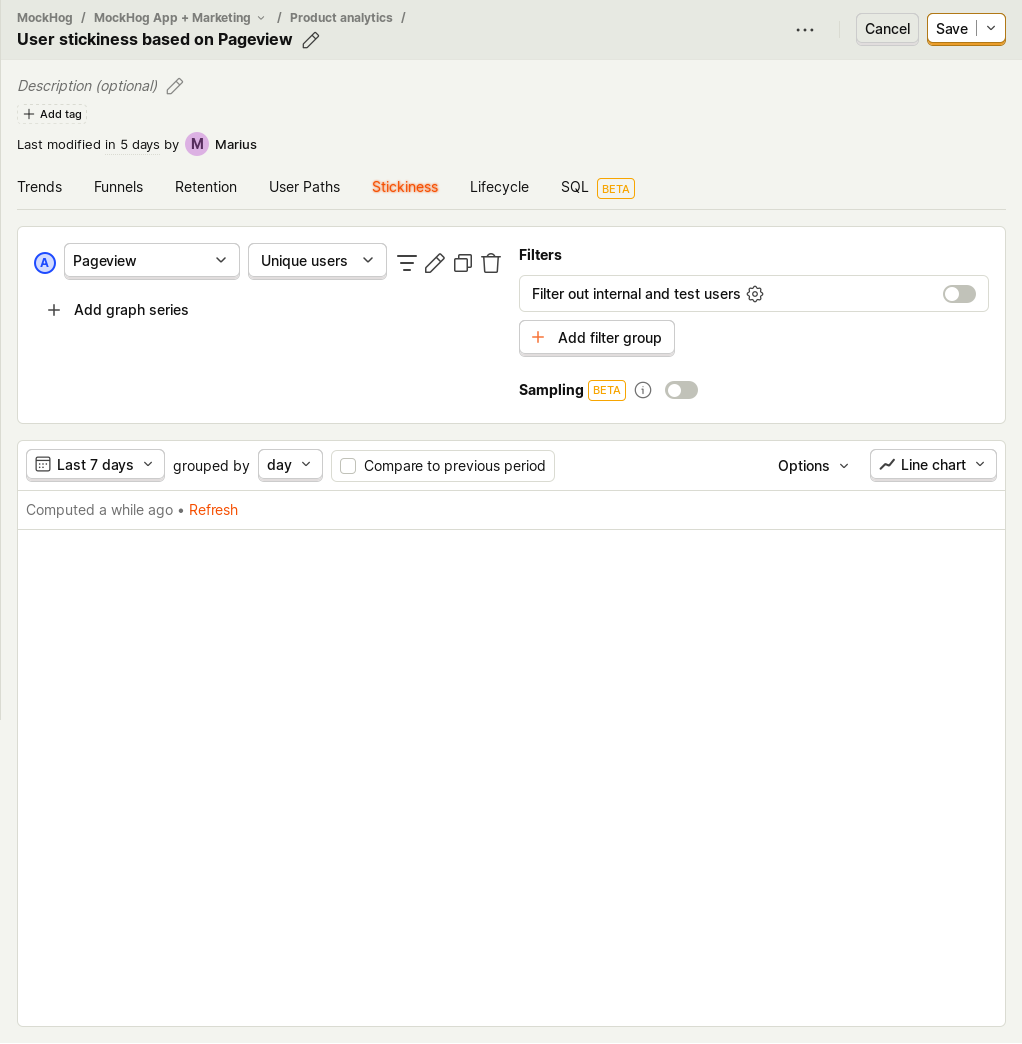 MockHog / MockHog App + Marketing / Product analytics /
User stickiness based on Pageview
Cancel
Save
Description (optional)
Add tag
Last modified in 5 days by M Marius
Trends Funnels Retention User Paths Stickiness Lifecycle SQL BETA
A Pageview Unique users
Add graph series
Filters
Filter out internal and test users
Add filter group
Sampling BETA
Last 7 days grouped by day Compare to previous period Options Line chart
Computed a while ago • Refresh